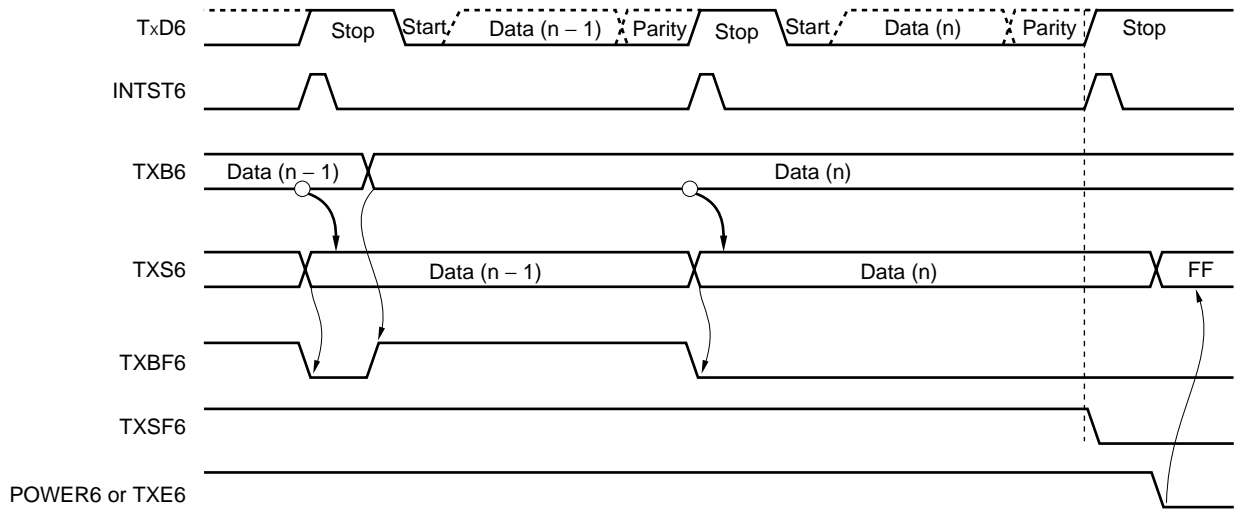 TxD6 Stop Start Data (n − 1) Parity Stop Start Data (n) Parity Stop
INTST6
TXB6 Data (n − 1) Data (n)
TXS6 Data (n − 1) Data (n) FF
TXBF6
TXSF6
POWER6 or TXE6